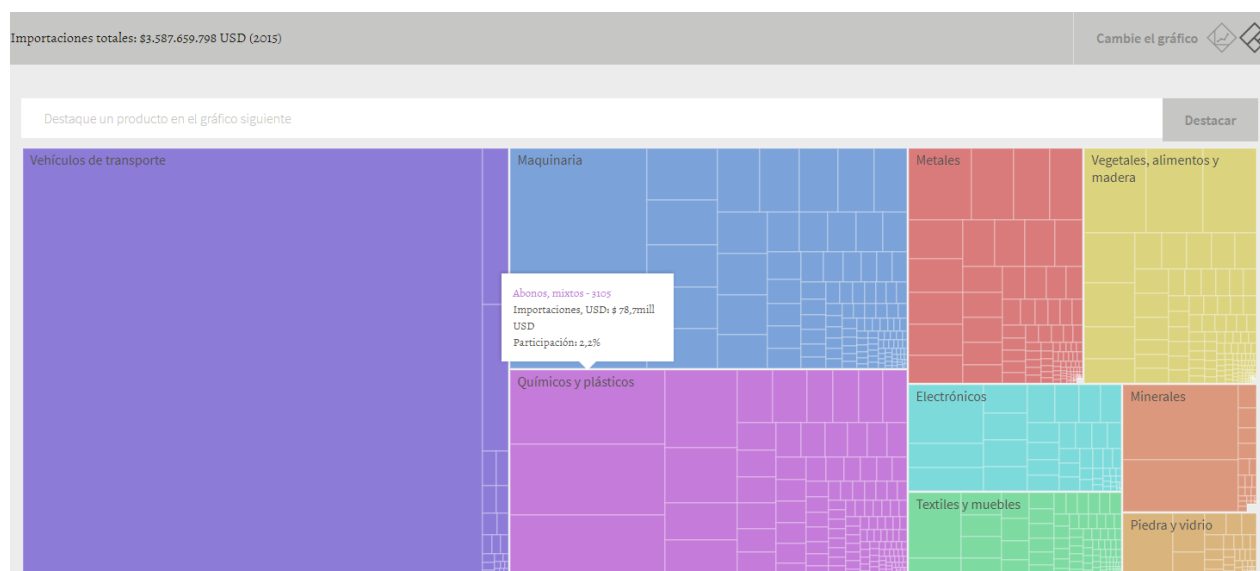 Importaciones totales: $3.587.659.798 USD (2015)
Cambie el gráfico
Destaque un producto en el gráfico siguiente
Destacar
Vehículos de transporte
Maquinaria
Metales
Vegetales, alimentos y
madera
Abonos, mixtos - 3105
Importaciones, USD: $ 78,7mill
USD
Participación: 2,2%
Químicos y plásticos
Electrónicos
Minerales
Textiles y muebles
Piedra y vidrio